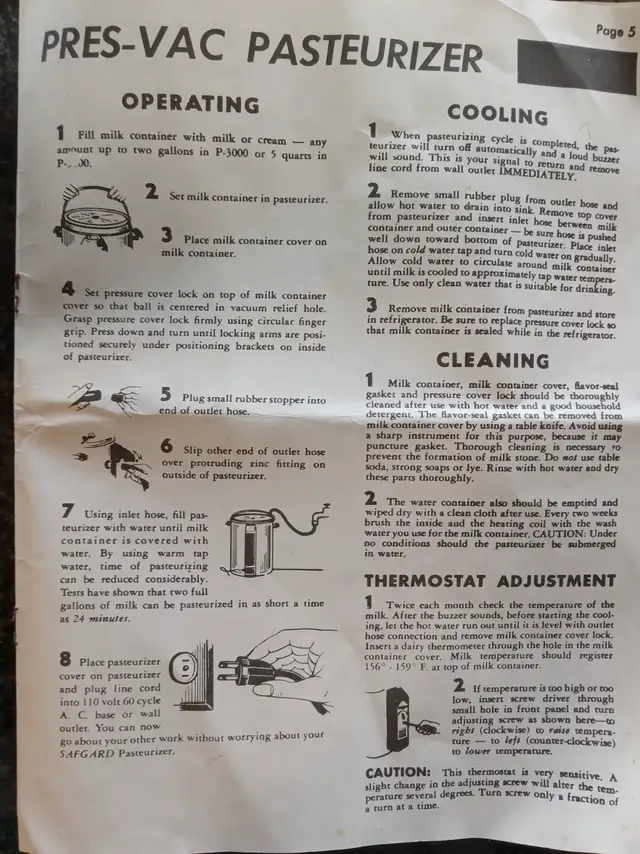 Page 5
PRES-VAC PASTEURIZER
OPERATING
1 Fill milk container with milk or cream — any
amount up to two gallons in P-3000 or 5 quarts in
2 Set milk container in pasteurizer.
3 Place milk container cover on
milk container.
4 Set pressure cover lock on top of milk container
cover so that ball is centered in vacuum relief hole.
Grasp pressure cover lock firmly using circular finger
grip. Press down and turn until locking arms are posi-
tioned securely under positioning brackets on inside
of pasteurizer.
5 Plug small rubber stopper into
end of outlet hose.
6 Slip other end of outlet hose
over protruding zinc fitting on
outside of pasteurizer.
7 Using inlet hose, fill pas-
teurizer with water until milk
container is covered with
water. By using warm tap
water, time of pasteurizing
can be reduced considerably.
Tests have shown that two full
gallons of milk can be pasteurized in as short a time
as 24 minutes.
8 Place pasteurizer
cover on pasteurizer
and plug line cord
into 110 volt 60 cycle
A. C. base or wall
outlet. You can now
go about your other work without worrying about your
SAFGARD Pasteurizer.
COOLING
1 When pasteurizing cycle is completed, the pas-
teurizer will turn off automatically and a loud buzzer
will sound. This is your signal to return and remove
line cord from wall outlet IMMEDIATELY.
2 Remove small rubber plug from outlet hose and
allow hot water to drain into sink. Remove top cover
from pasteurizer and insert inlet hose between milk
container and outer container — be sure hose is pushed
well down toward bottom of pasteurizer. Place inlet
hose on cold water tap and turn cold water on gradually.
Allow cold water to circulate around milk container
until milk is cooled to approximately tap water tempera-
ture. Use only clean water that is suitable for drinking.
3 Remove milk container from pasteurizer and store
in refrigerator. Be sure to replace pressure cover lock so
that milk container is sealed while in the refrigerator.
CLEANING
1 Milk container, milk container cover, flavor-seal
gasket and pressure cover lock should be thoroughly
cleaned after use with hot water and a good household
detergent. The flavor-seal gasket can be removed from
milk container cover by using a table knife. Avoid using
a sharp instrument for this purpose, because it may
puncture gasket. Thorough cleaning is necessary to
prevent the formation of milk stone. Do not use table
soda, strong soaps or lye. Rinse with hot water and dry
these parts thoroughly.
2 The water container also should be emptied and
wiped dry with a clean cloth after use. Every two weeks
brush the inside and the heating coil with the wash
water you use for the milk container. CAUTION: Under
no conditions should the pasteurizer be submerged
in water.
THERMOSTAT ADJUSTMENT
1 Twice each month check the temperature of the
milk. After the buzzer sounds, before starting the cool-
ing, let the hot water run out until it is level with outlet
hose connection and remove milk container cover lock.
Insert a dairy thermometer through the hole in the milk
container cover. Milk temperature should register
156° - 159° F. at top of milk container.
2 If temperature is too high or too
low, insert screw driver through
small hole in front panel and turn
adjusting screw as shown here—to
right (clockwise) to raise tempera-
ture — to left (counter-clockwise)
to lower temperature.
CAUTION: This thermostat is very sensitive. A
slight change in the adjusting screw will alter the tem-
perature several degrees. Turn screw only a fraction of
a turn at a time.